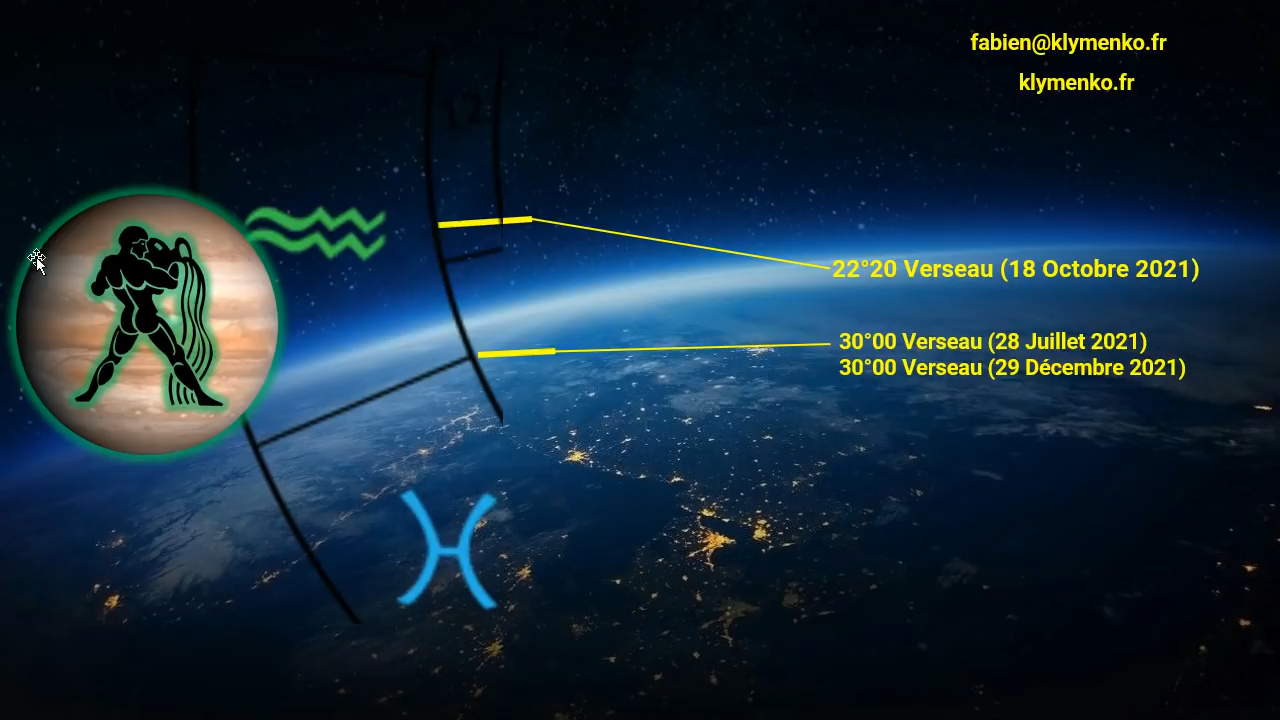 fabien@klymenko.fr
klymenko.fr
12
22°20 Verseau (18 Octobre 2021)
30°00 Verseau (28 Juillet 2021)
30°00 Verseau (29 Décembre 2021)